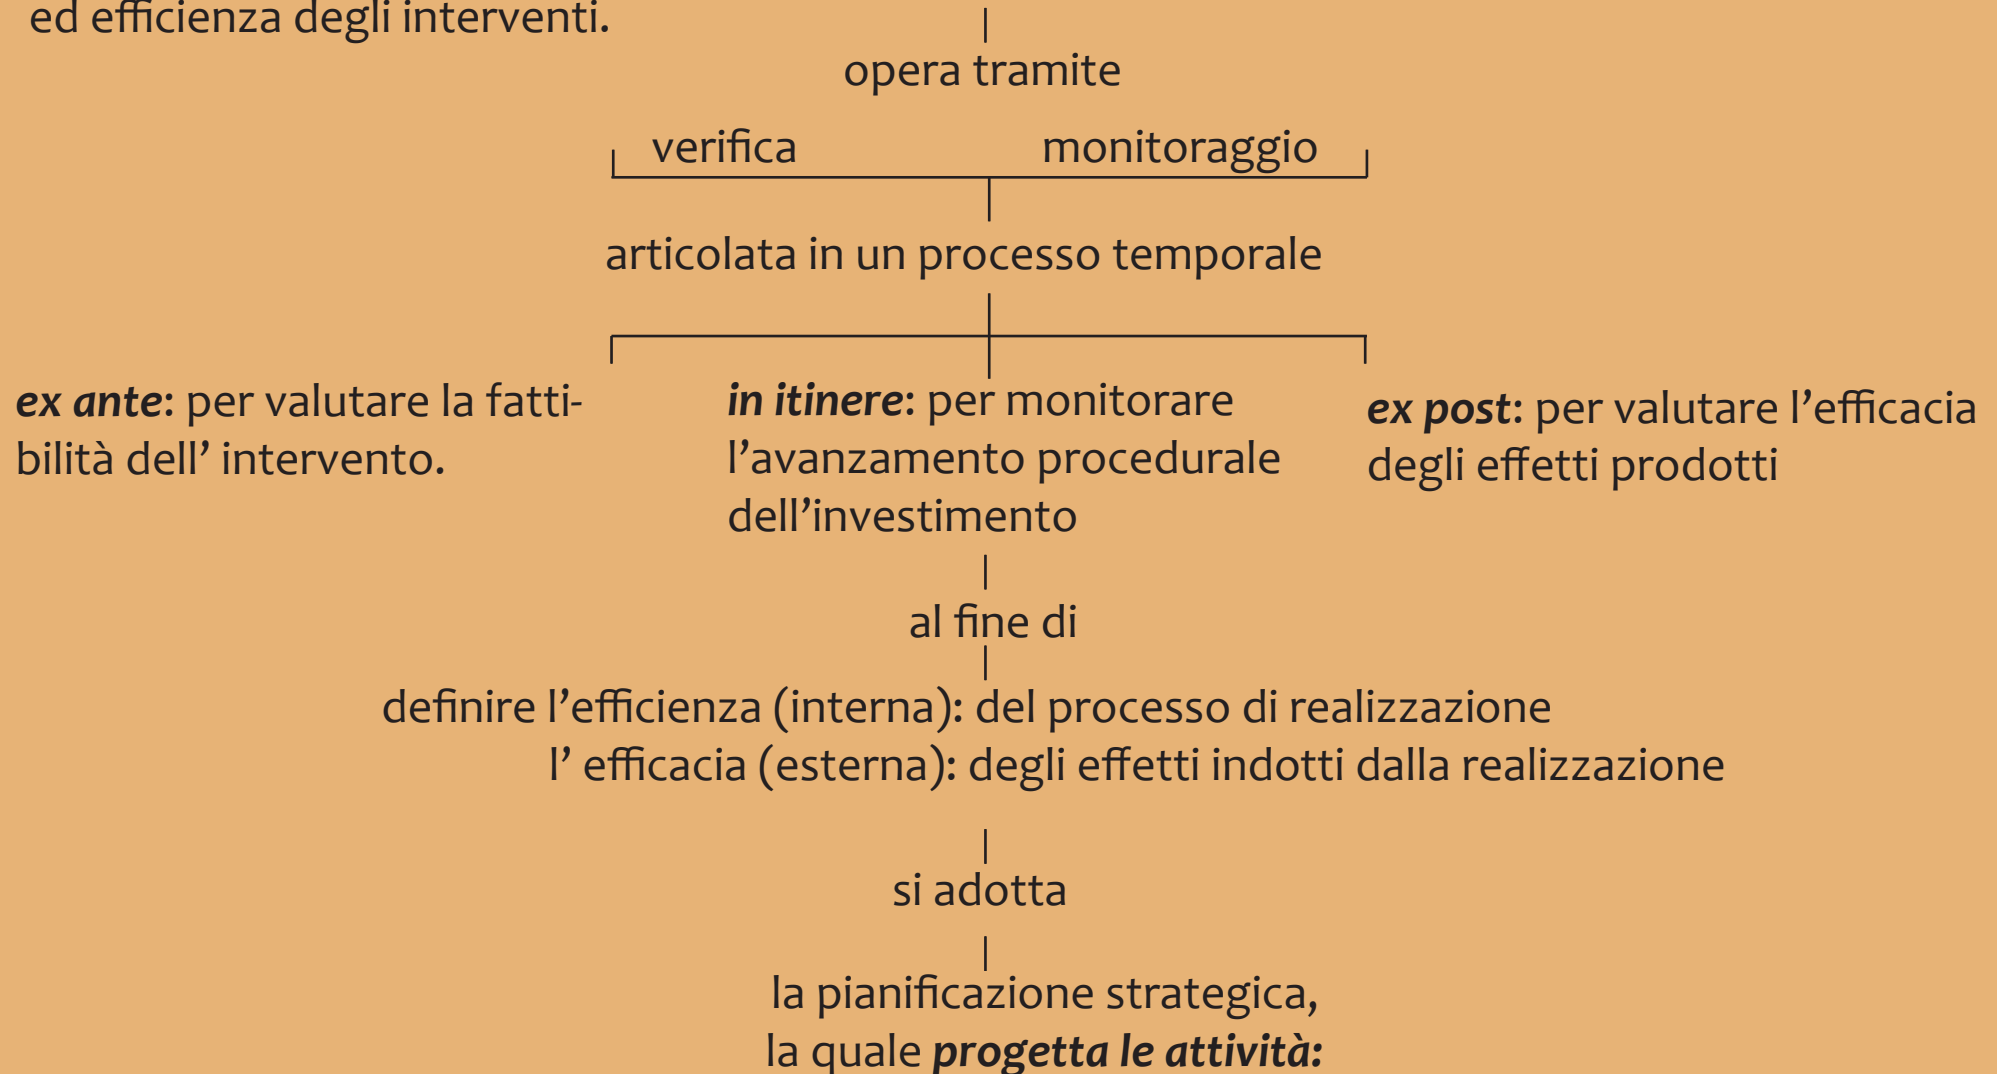 ed efficienza degli interventi.
opera tramite
verifica monitoraggio
articolata in un processo temporale
ex ante: per valutare la fatti-
bilità dell’ intervento.
in itinere: per monitorare
l’avanzamento procedurale
dell’investimento
ex post: per valutare l’efficacia
degli effetti prodotti
al fine di
definire l’efficienza (interna): del processo di realizzazione
l’ efficacia (esterna): degli effetti indotti dalla realizzazione
si adotta
la pianificazione strategica,
la quale progetta le attività: